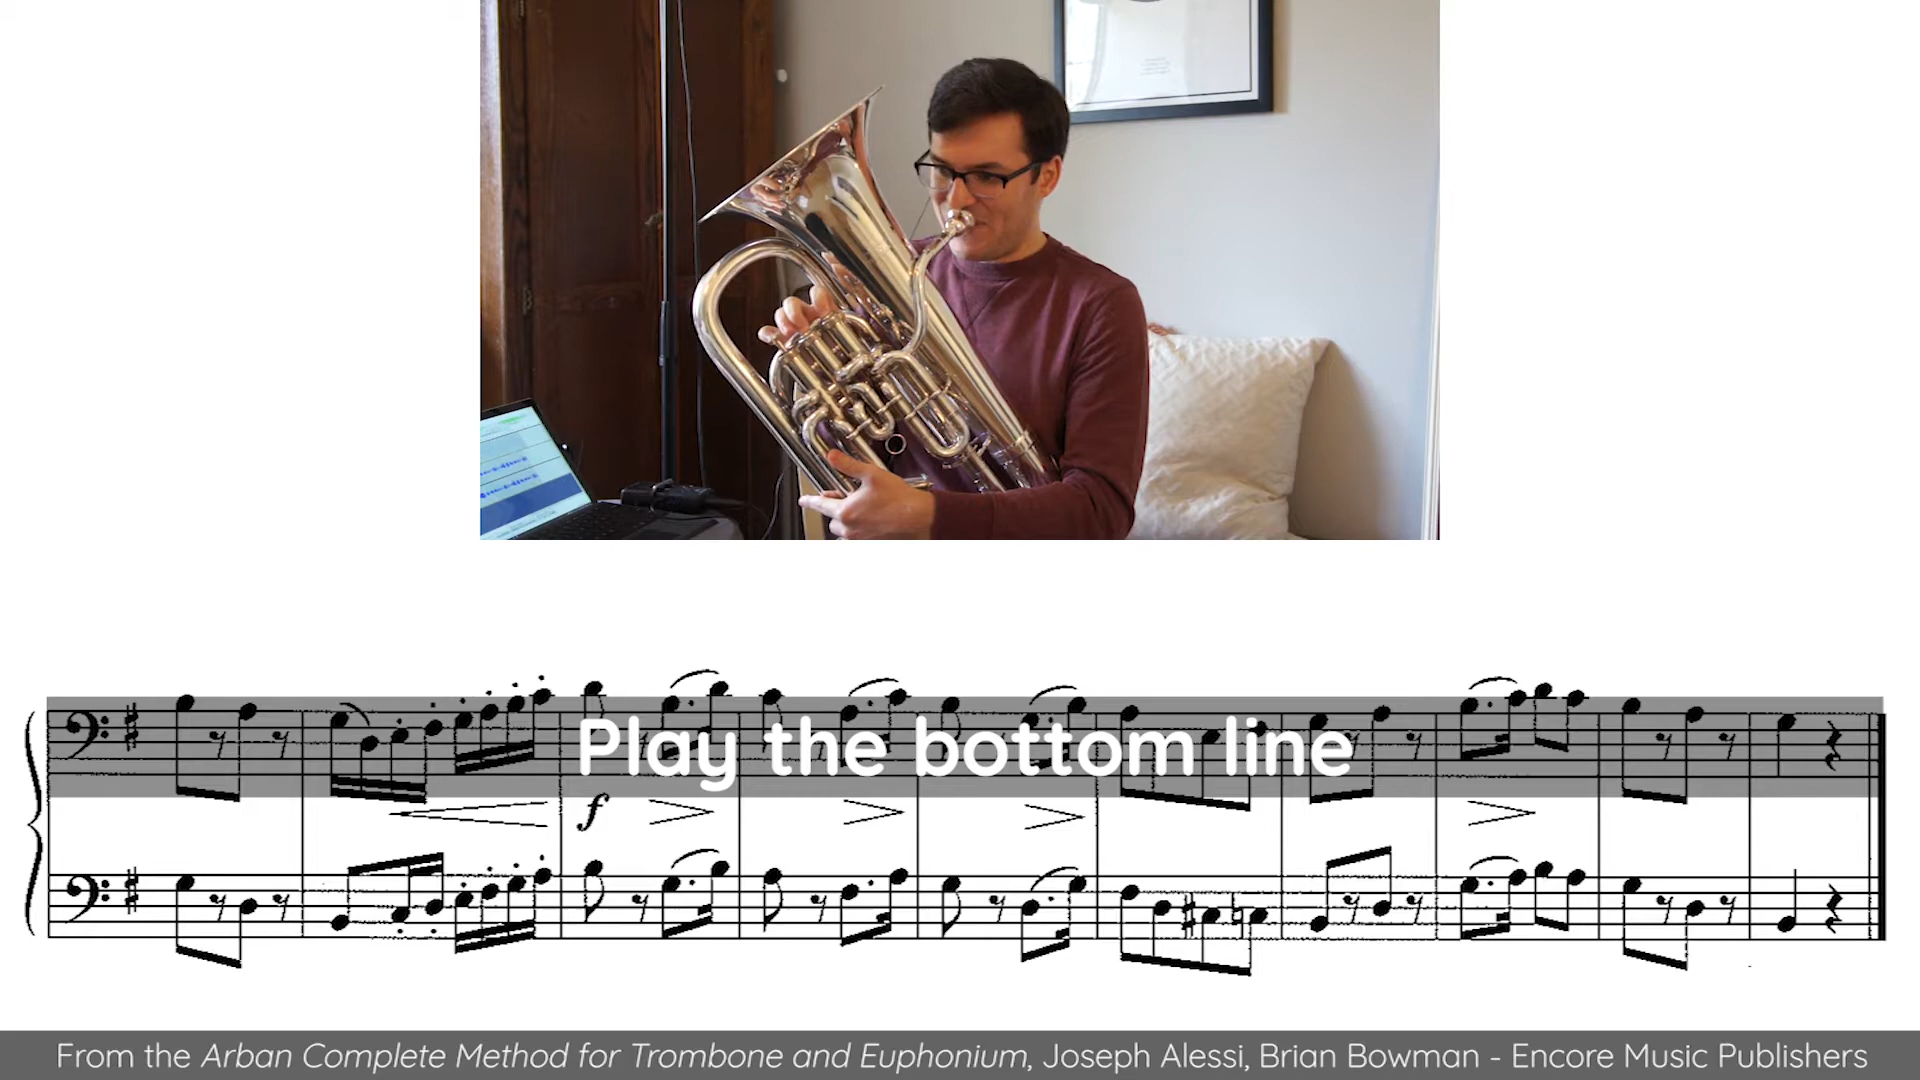 Play the bottom line
f
From the Arban Complete Method for Trombone and Euphonium, Joseph Alessi, Brian Bowman - Encore Music Publishers